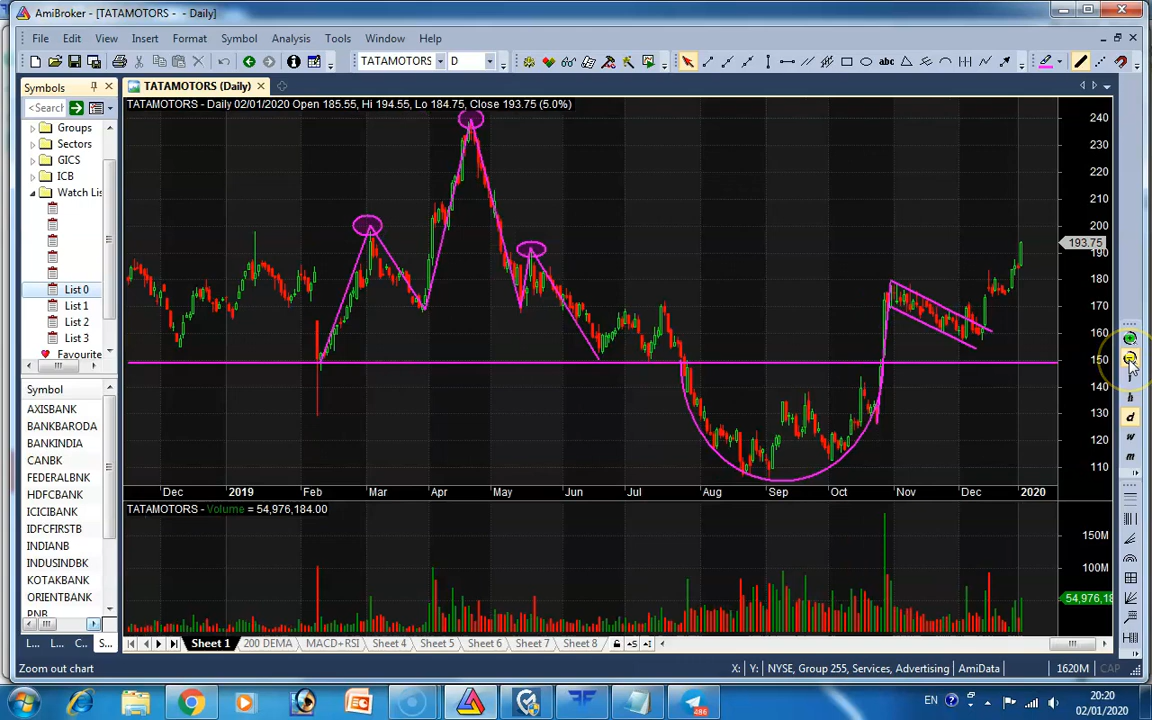 AmiBroker - [TATAMOTORS - - Daily]
File Edit View Insert Format Symbol Analysis Tools Window Help
TATAMOTORS D
abc
Symbols
TATAMOTORS (Daily)
Search
TATAMOTORS - Daily 02/01/2020 Open 185.55, Hi 194.55, Lo 184.75, Close 193.75 (5.0%)
Groups
Sectors
GICS
ICB
Watch Lis
List 0
List 1
List 2
List 3
Favourite
240
230
220
210
200
193.75
180
170
160
150
140
130
120
110
i
h
d
w
m
Dec 2019 Feb Mar Apr May Jun Jul Aug Sep Oct Nov Dec 2020
Symbol
AXISBANK
BANKBARODA
BANKINDIA
CANBK
FEDERALBNK
HDFCBANK
ICICIBANK
IDFCFIRSTB
INDIANB
INDUSINDBK
KOTAKBANK
ORIENTBANK
PNB
TATAMOTORS - Volume = 54,976,184.00
150M
100M
54,976,18
L... L... C... S...
Sheet 1 200 DEMA MACD+RSI Sheet 4 Sheet 5 Sheet 6 Sheet 7 Sheet 8
Zoom out chart
X: Y: NYSE, Group 255, Services, Advertising AmiData 1620M CAP
486
EN
20:20
02/01/2020